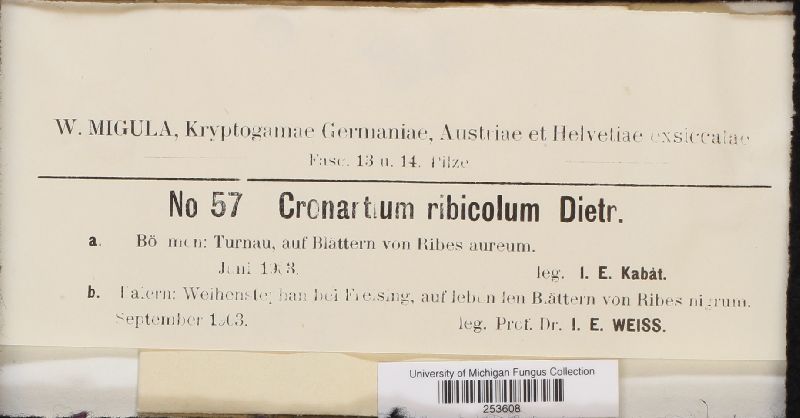 W. MIGULA, Kryptogamae Germaniae, Austriae et Helvetiae exsiccatae
Fasc. 13 u. 14. Pilze
No 57 Cronartium ribicolum Dietr.
a. Böhmen: Turnau, auf Blättern von Ribes aureum.
Juni 1903. leg. I. E. Kabát.
b. Baiern: Weihenstephan bei Freising, auf lebenden Blättern von Ribes nigrum.
September 1903. leg. Prof. Dr. I. E. WEISS.
University of Michigan Fungus Collection
253608